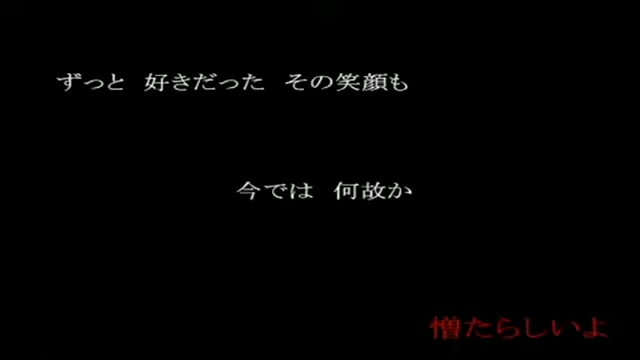 ずっと　好きだった　その笑顔も
今では　何故か
憎たらしいよ